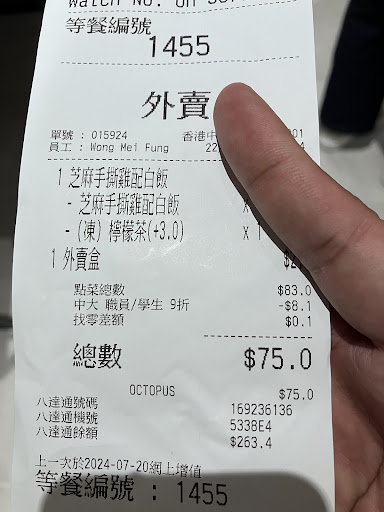 等餐編號
1455
外賣
單號 : 015924 香港中
員工 : Wong Mei Fung 22
1 芝麻手撕雞配白飯
- 芝麻手撕雞配白飯 x
- (凍) 檸檬茶(+3.0) x 1
1 外賣盒
點菜總數 $83.0
中大 職員/學生 9折 -$8.1
找零差額 $0.1
總數 $75.0
OCTOPUS $75.0
八達通號碼 169236136
八達通機號 5338E4
八達通餘額 $263.4
上一次於2024-07-20網上增值
等餐編號 : 1455